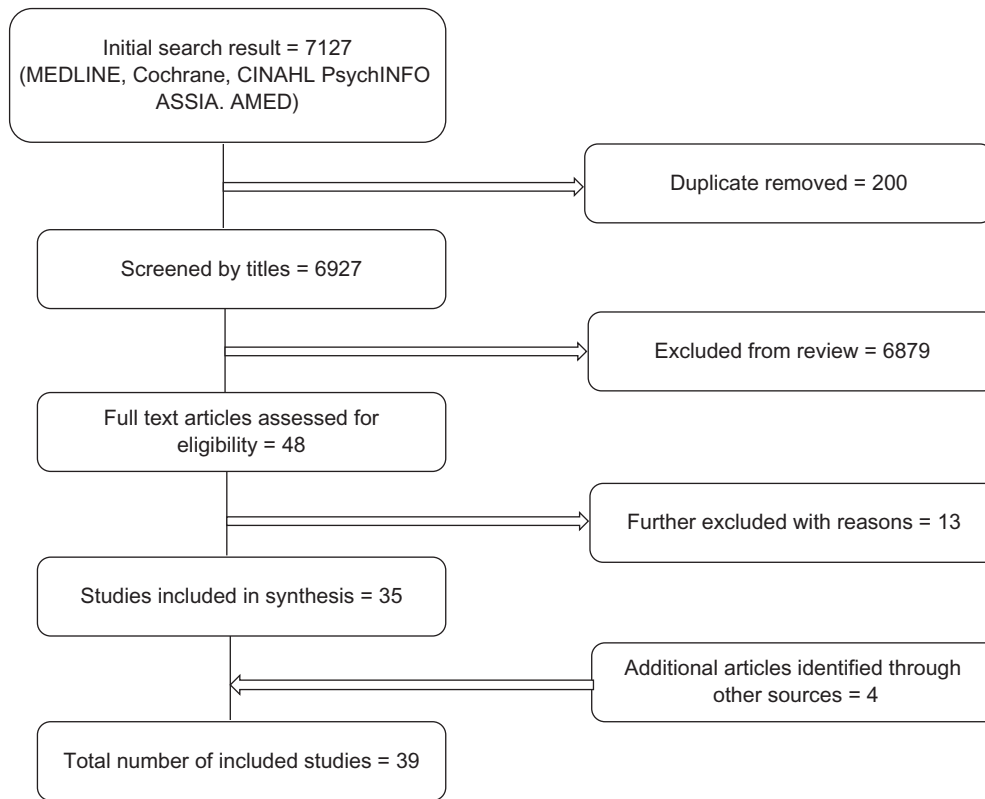 Initial search result = 7127
(MEDLINE, Cochrane, CINAHL PsychINFO
ASSIA. AMED)
Duplicate removed = 200
Screened by titles = 6927
Excluded from review = 6879
Full text articles assessed for
eligibility = 48
Further excluded with reasons = 13
Studies included in synthesis = 35
Additional articles identified through
other sources = 4
Total number of included studies = 39